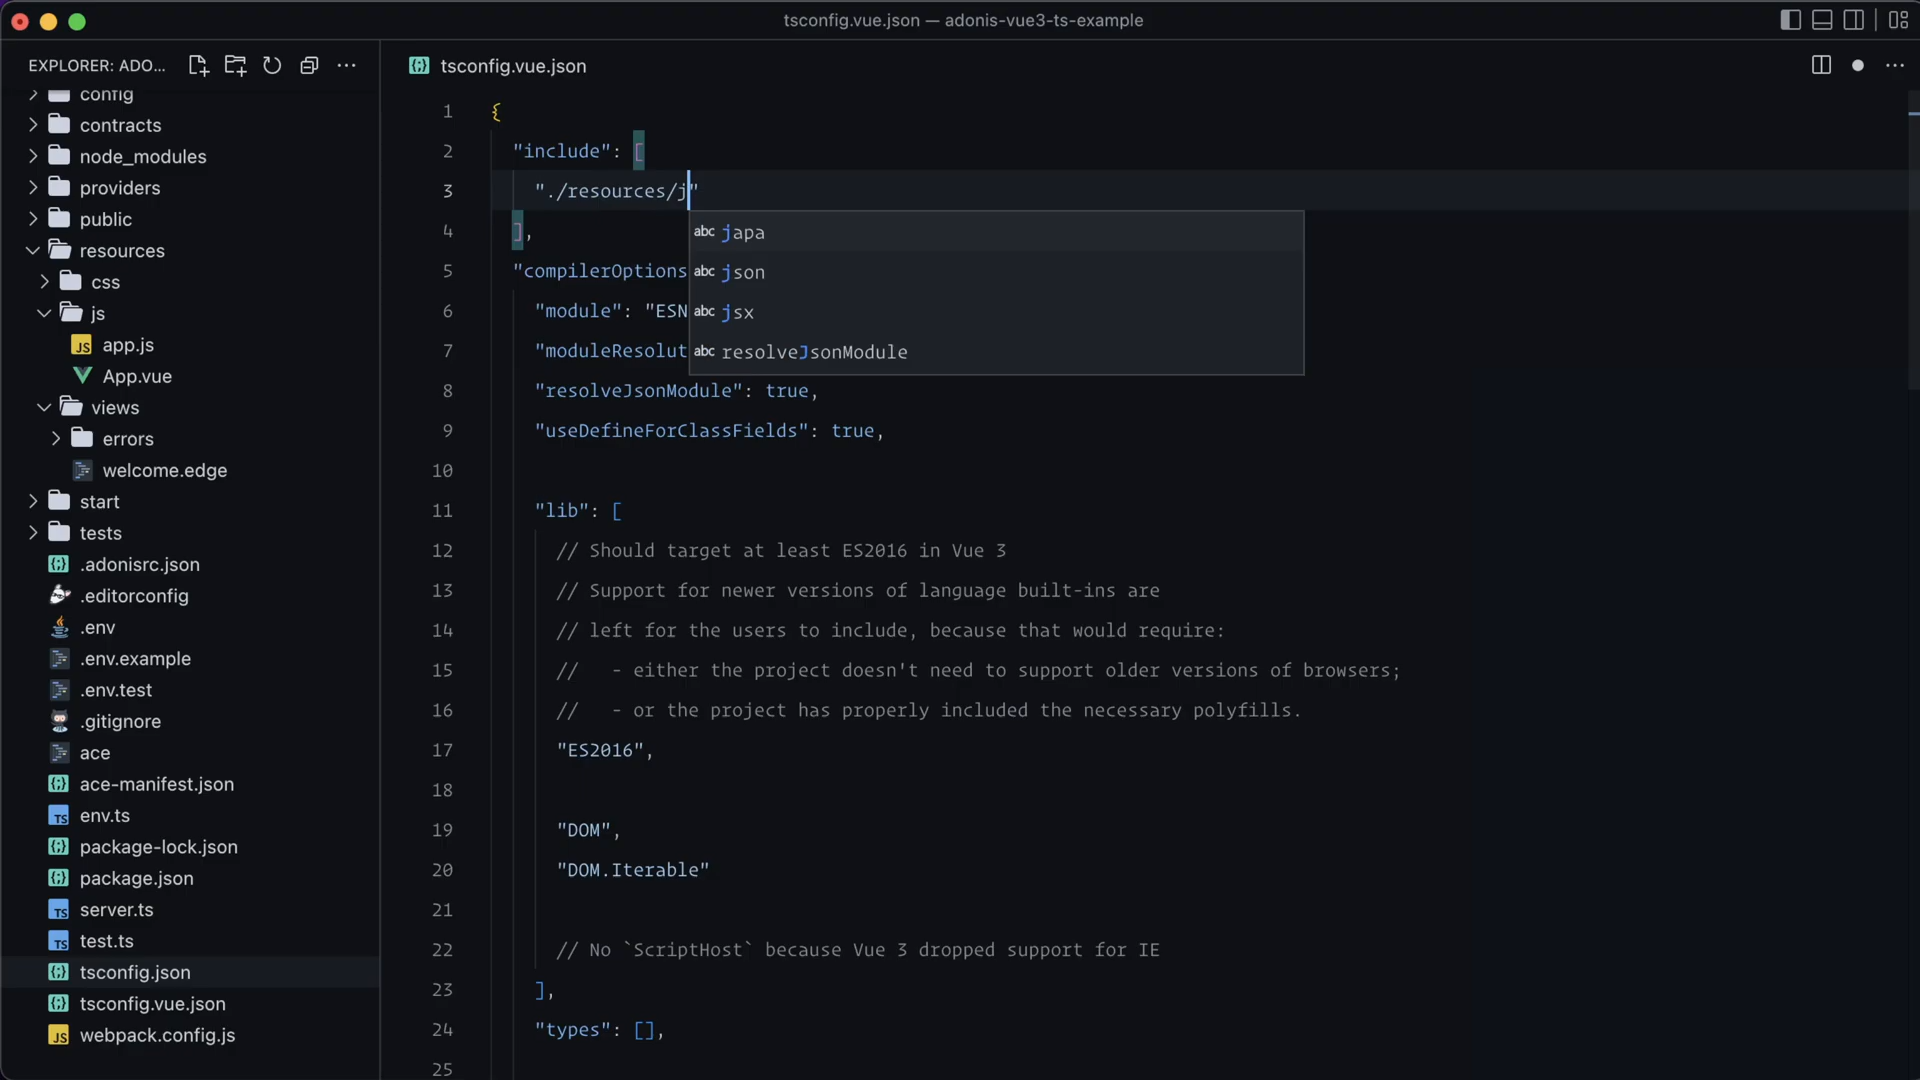 tsconfig.vue.json — adonis-vue3-ts-example
EXPLORER: ADO...
config
contracts
node_modules
providers
public
resources
css
js
JS app.js
App.vue
views
errors
welcome.edge
start
tests
.adonisrc.json
.editorconfig
.env
.env.example
.env.test
.gitignore
ace
ace-manifest.json
TS env.ts
package-lock.json
package.json
TS server.ts
TS test.ts
tsconfig.json
tsconfig.vue.json
JS webpack.config.js
tsconfig.vue.json
1 {
2 "include": [
3 "./resources/j"
4 ],
5 "compilerOptions
6 "module": "ESN
7 "moduleResolut
8 "resolveJsonModule": true,
9 "useDefineForClassFields": true,
10
11 "lib": [
12 // Should target at least ES2016 in Vue 3
13 // Support for newer versions of language built-ins are
14 // left for the users to include, because that would require:
15 //   - either the project doesn't need to support older versions of browsers;
16 //   - or the project has properly included the necessary polyfills.
17 "ES2016",
18
19 "DOM",
20 "DOM.Iterable"
21
22 // No `ScriptHost` because Vue 3 dropped support for IE
23 ],
24 "types": [],
25
abc japa
abc json
abc jsx
abc resolveJsonModule